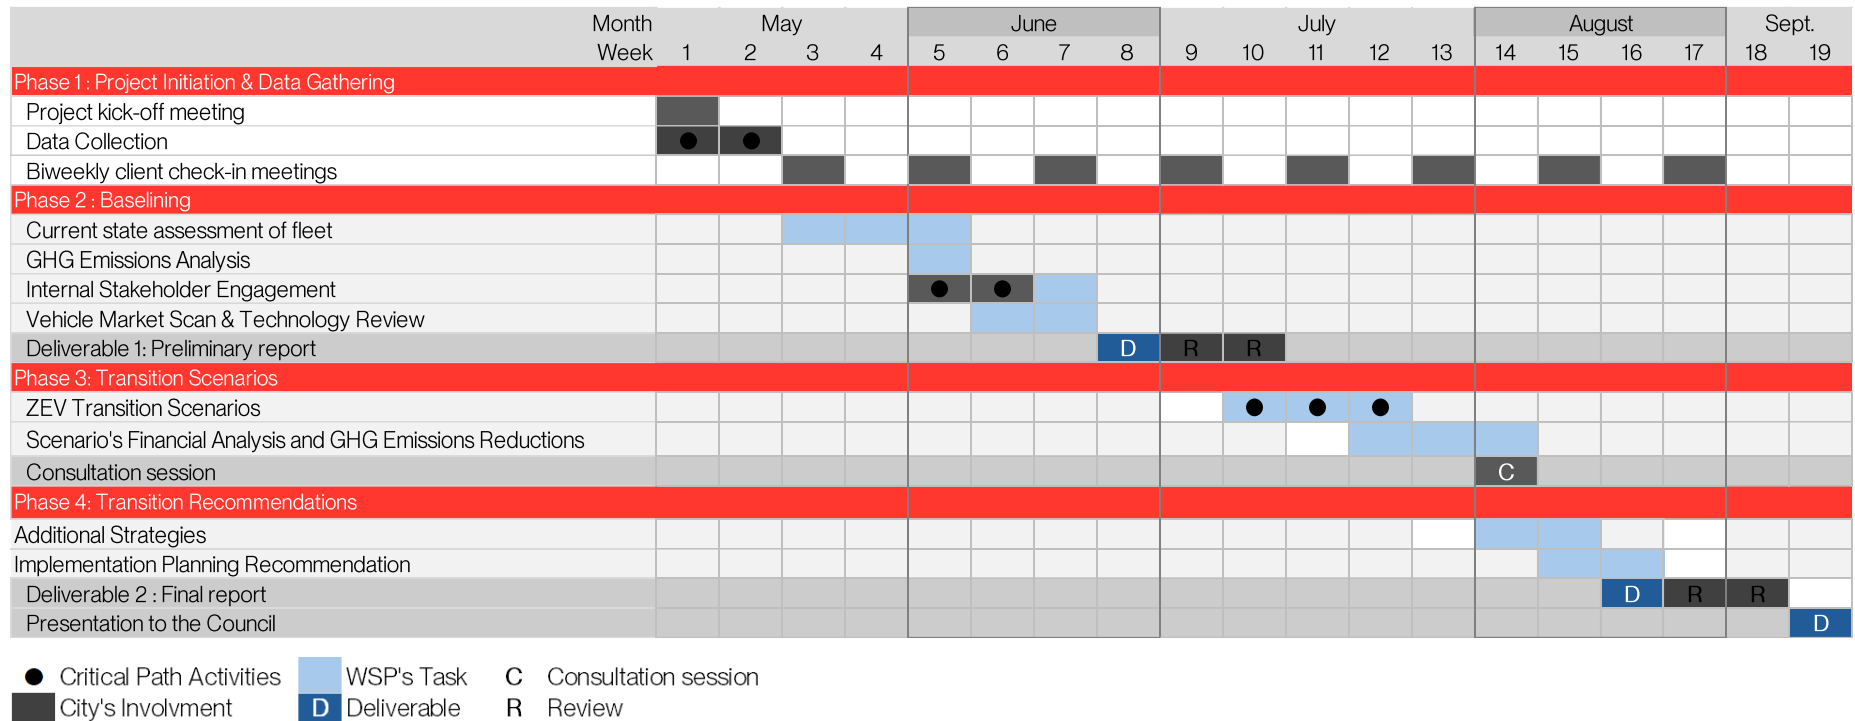 Month May June July August Sept.
Week 1 2 3 4 5 6 7 8 9 10 11 12 13 14 15 16 17 18 19
Phase 1 : Project Initiation & Data Gathering
Project kick-off meeting
Data Collection
Biweekly client check-in meetings
Phase 2 : Baselining
Current state assessment of fleet
GHG Emissions Analysis
Internal Stakeholder Engagement
Vehicle Market Scan & Technology Review
Deliverable 1: Preliminary report D R R
Phase 3: Transition Scenarios
ZEV Transition Scenarios
Scenario's Financial Analysis and GHG Emissions Reductions
Consultation session C
Phase 4: Transition Recommendations
Additional Strategies
Implementation Planning Recommendation
Deliverable 2 : Final report D R R
Presentation to the Council D
Critical Path Activities WSP's Task C Consultation session
City's Involvment D Deliverable R Review